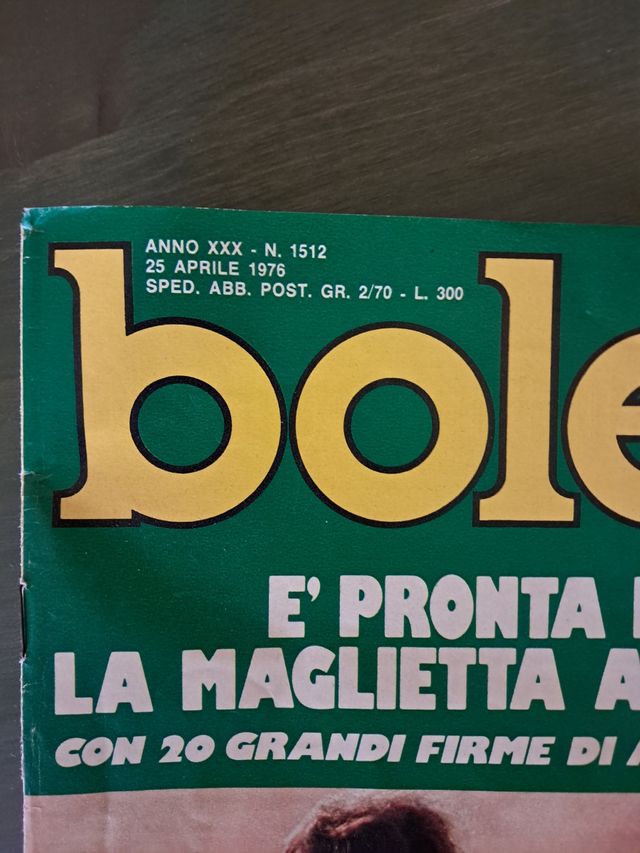 ANNO XXX - N. 1512
25 APRILE 1976
SPED. ABB. POST. GR. 2/70 - L. 300
bole
E' PRONTA
LA MAGLIETTA A
CON 20 GRANDI FIRME DI